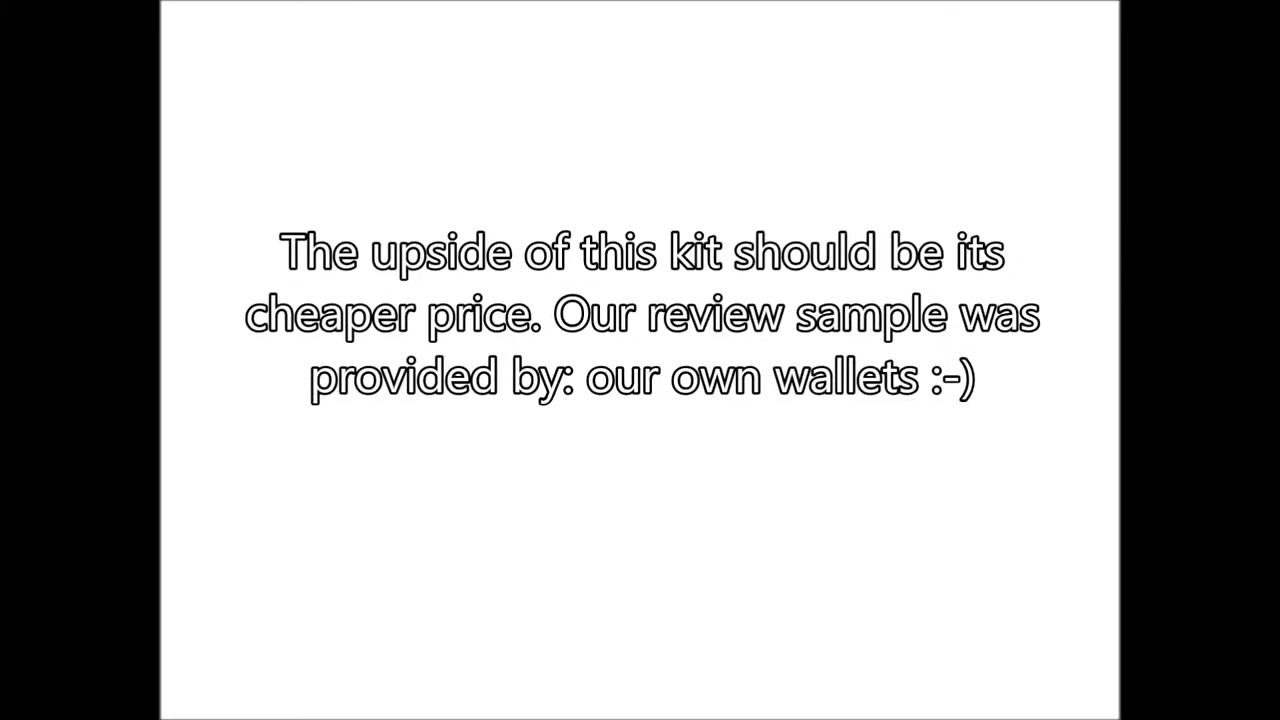 The upside of this kit should be its
cheaper price. Our review sample was
provided by: our own wallets :-)